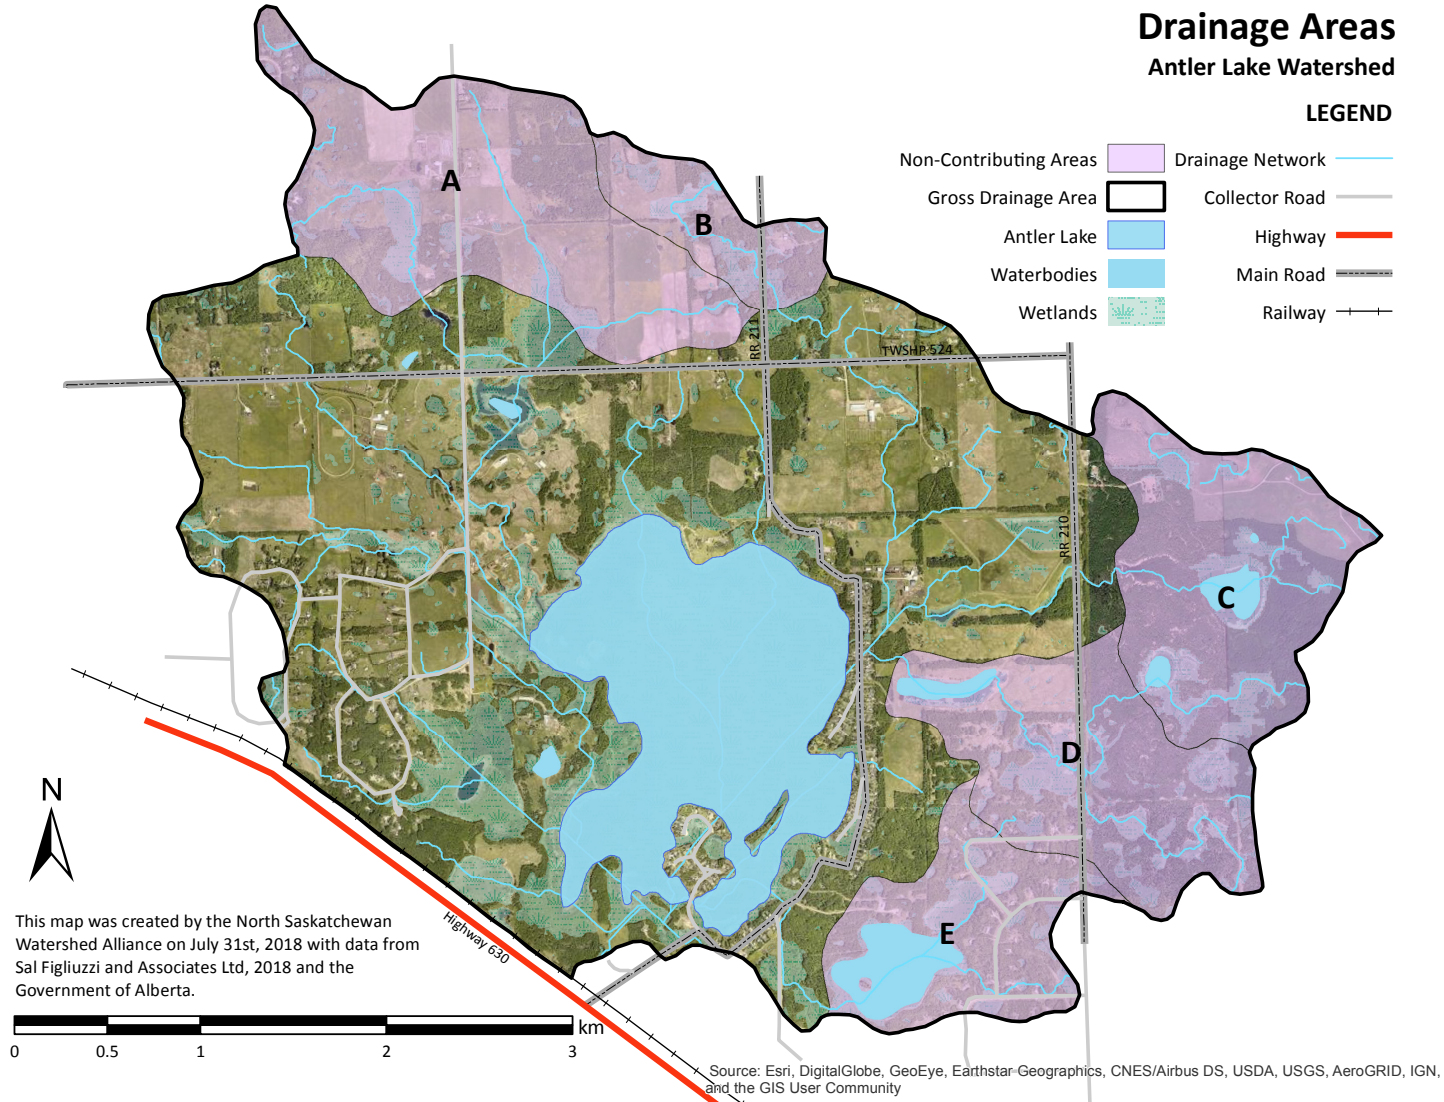 Drainage Areas
Antler Lake Watershed
LEGEND
Non-Contributing Areas
Drainage Network
Gross Drainage Area
Collector Road
Antler Lake
Highway
Waterbodies
Main Road
Wetlands
Railway
A
B
RR 211
TWSHP 524
RR 210
C
D
E
N
Highway 630
This map was created by the North Saskatchewan
Watershed Alliance on July 31st, 2018 with data from
Sal Figliuzzi and Associates Ltd, 2018 and the
Government of Alberta.
km
0 0.5 1 2 3
Source: Esri, DigitalGlobe, GeoEye, Earthstar Geographics, CNES/Airbus DS, USDA, USGS, AeroGRID, IGN,
and the GIS User Community